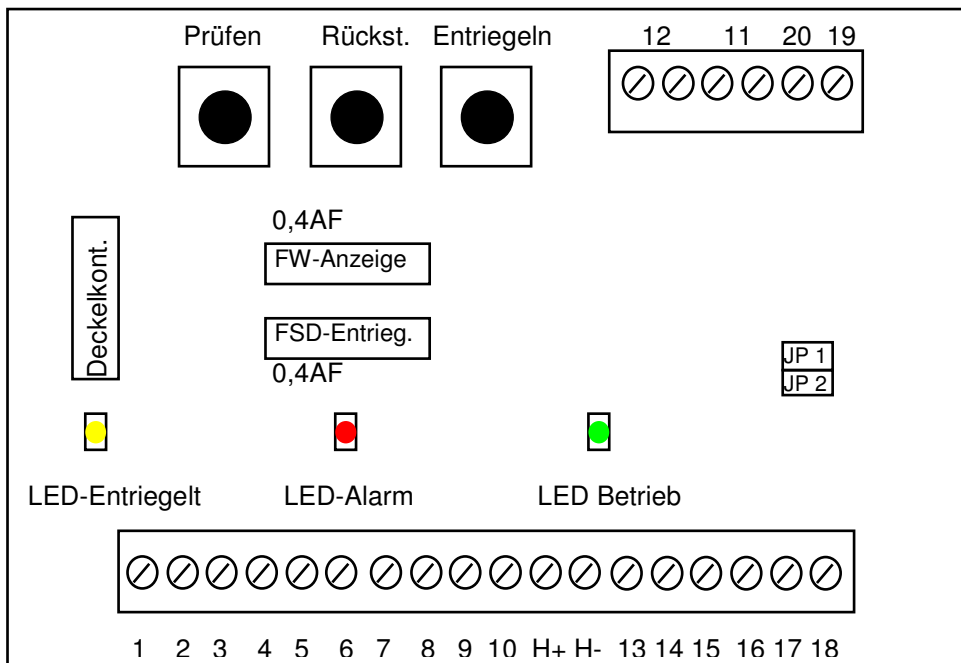 Prüfen Rückst. Entriegeln
12 11 20 19
0,4AF
FW-Anzeige
Deckelkont.
FSD-Entrieg.
0,4AF
JP 1
JP 2
LED-Entriegelt LED-Alarm LED Betrieb
1 2 3 4 5 6 7 8 9 10 H+ H- 13 14 15 16 17 18